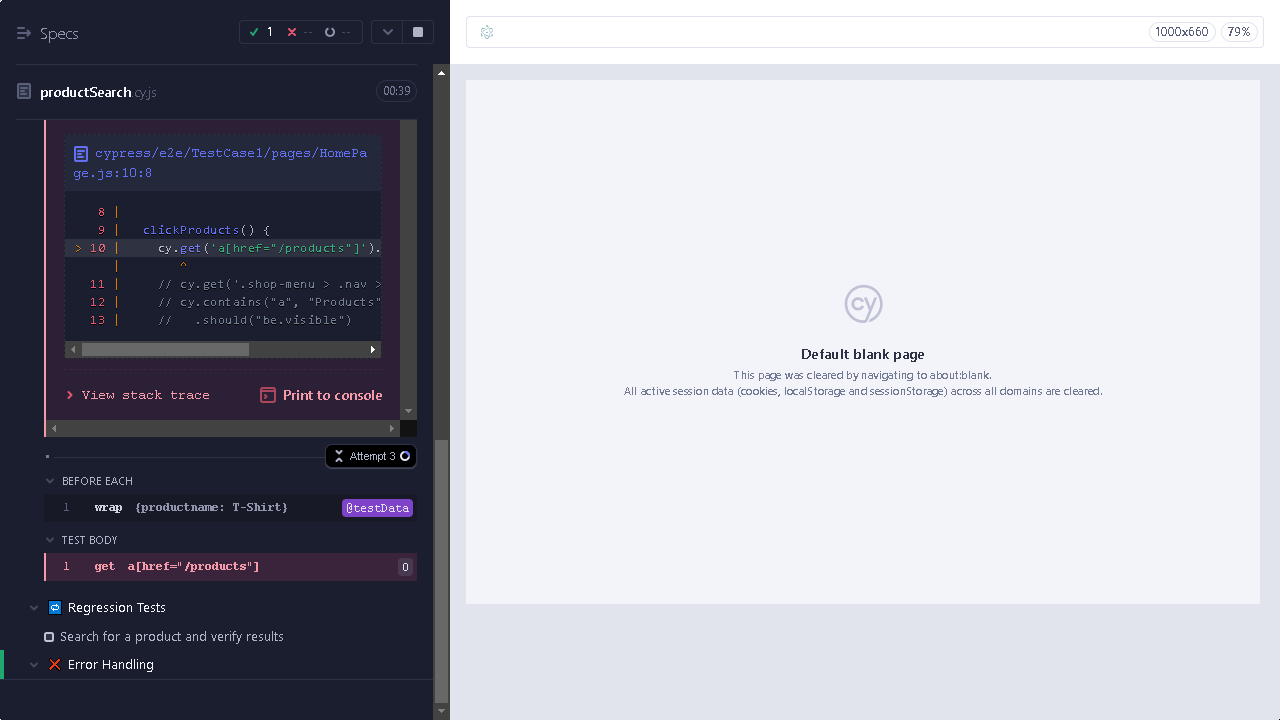 Specs
1
--
--
1000x660
79%
productSearch.cy.js
00:39
cypress/e2e/TestCase1/pages/HomePa
ge.js:10:8
8 |
9 | clickProducts() {
> 10 | cy.get('a[href="/products"]').
| ^
11 | // cy.get('.shop-menu > .nav >
12 | // cy.contains("a", "Products"
13 | // .should("be.visible")
View stack trace
Print to console
Attempt 3
BEFORE EACH
1 wrap {productname: T-Shirt} @testData
TEST BODY
1 get a[href="/products"] 0
Regression Tests
Search for a product and verify results
Error Handling
cy
Default blank page
This page was cleared by navigating to about:blank.
All active session data (cookies, localStorage and sessionStorage) across all domains are cleared.